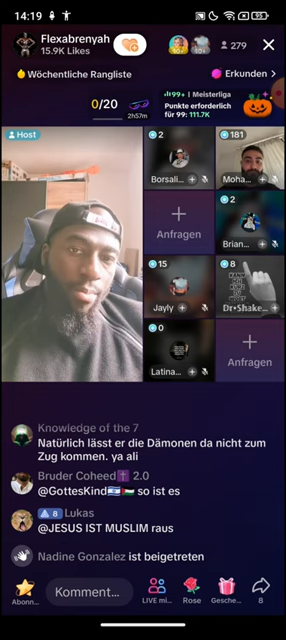 14:19
95
Flexabrenyah
15.9K Likes
279
Wöchentliche Rangliste
Erkunden >
0/20
2h57m
99+ | Meisterliga
Punkte erforderlich
für 99: 111.7K
Host
2
Borsali...
181
Moha...
Anfragen
2
Brian...
15
Jayly
8
Dr•Shake...
0
Latina...
Anfragen
Knowledge of the 7
Natürlich lässt er die Dämonen da nicht zum
Zug kommen. ya ali
Bruder Coheed✝️ 2.0
@GottesKind🇮🇱🇵🇸 so ist es
8 Lukas
@JESUS IST MUSLIM raus
Nadine Gonzalez ist beigetreten
Abonn...
Komment...
LIVE mi...
Rose
Gesche...
8